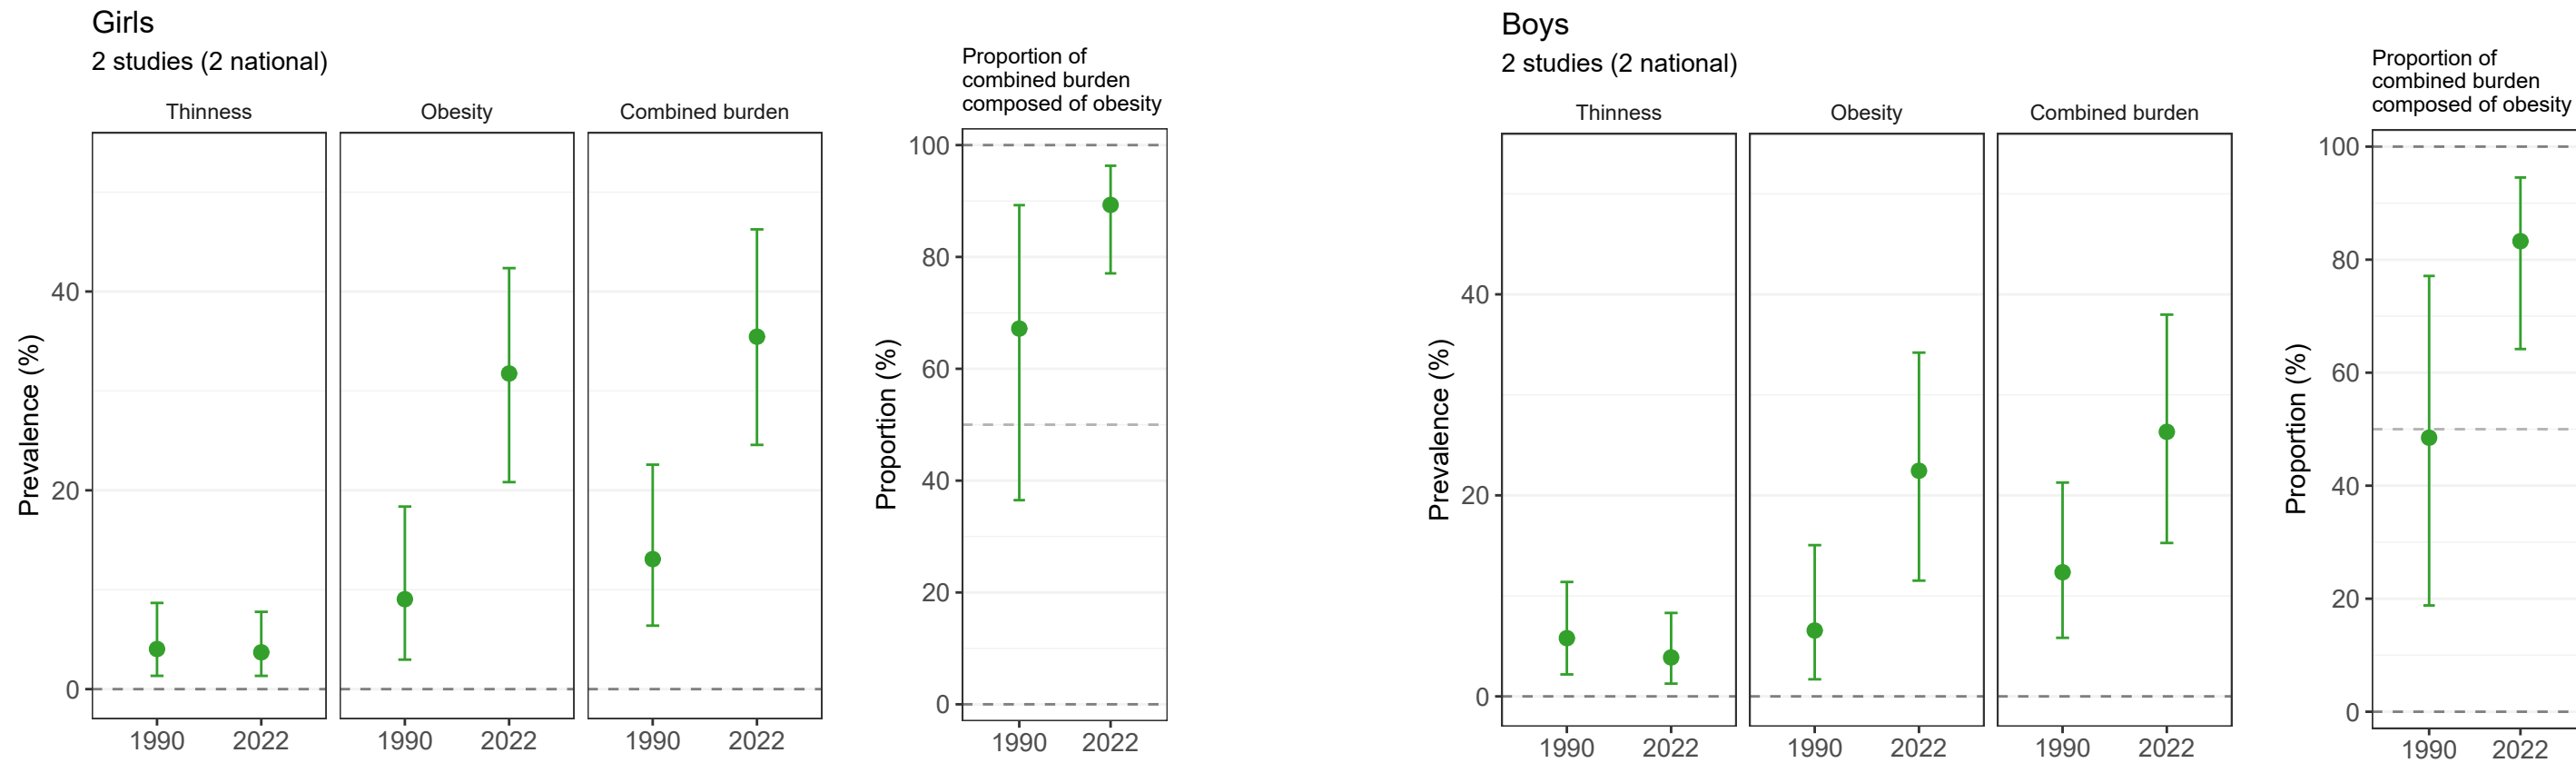 Girls
2 studies (2 national)
Thinness
Obesity
Combined burden
Prevalence (%)
40
20
0
1990 2022
1990 2022
1990 2022
Proportion of
combined burden
composed of obesity
Proportion (%)
100
80
60
40
20
0
1990 2022
Boys
2 studies (2 national)
Thinness
Obesity
Combined burden
Prevalence (%)
40
20
0
1990 2022
1990 2022
1990 2022
Proportion of
combined burden
composed of obesity
Proportion (%)
100
80
60
40
20
0
1990 2022